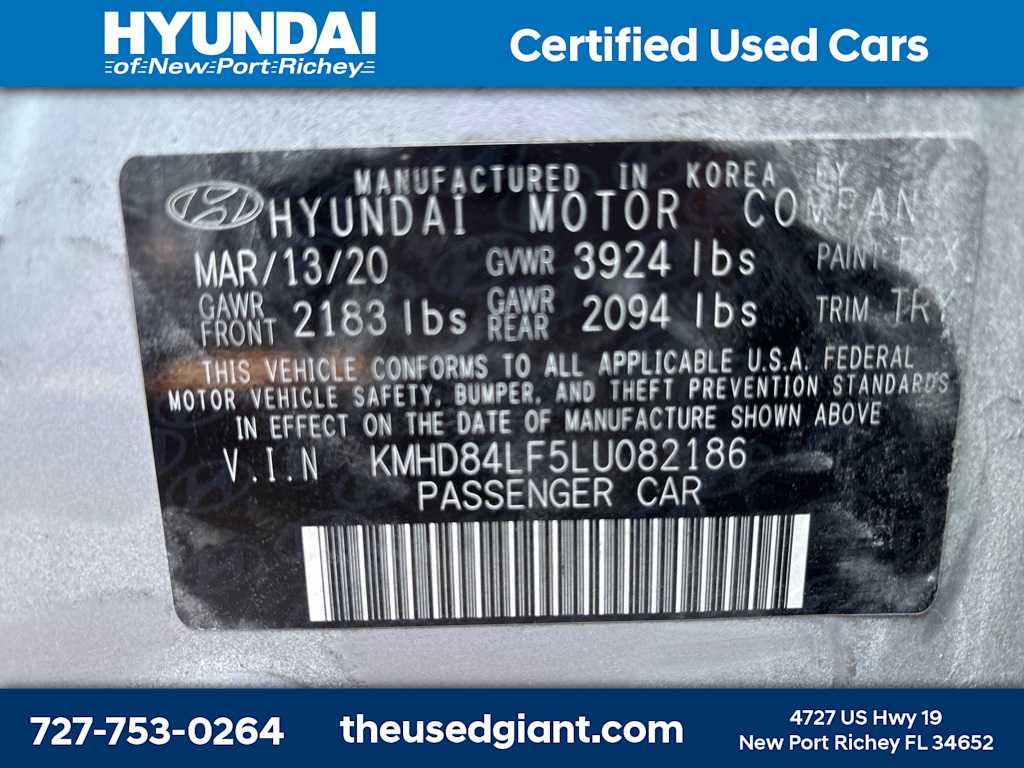 HYUNDAI
of New Port Richey
Certified Used Cars
MANUFACTURED IN KOREA BY
HYUNDAI MOTOR COMPANY
MAR/13/20 GVWR 3924 lbs PAINT
GAWR FRONT 2183 lbs GAWR REAR 2094 lbs TRIM TRY
THIS VEHICLE CONFORMS TO ALL APPLICABLE U.S.A. FEDERAL
MOTOR VEHICLE SAFETY, BUMPER, AND THEFT PREVENTION STANDARDS
IN EFFECT ON THE DATE OF MANUFACTURE SHOWN ABOVE
V.I.N KMHD84LF5LU082186
PASSENGER CAR
727-753-0264
theusedgiant.com
4727 US Hwy 19
New Port Richey FL 34652